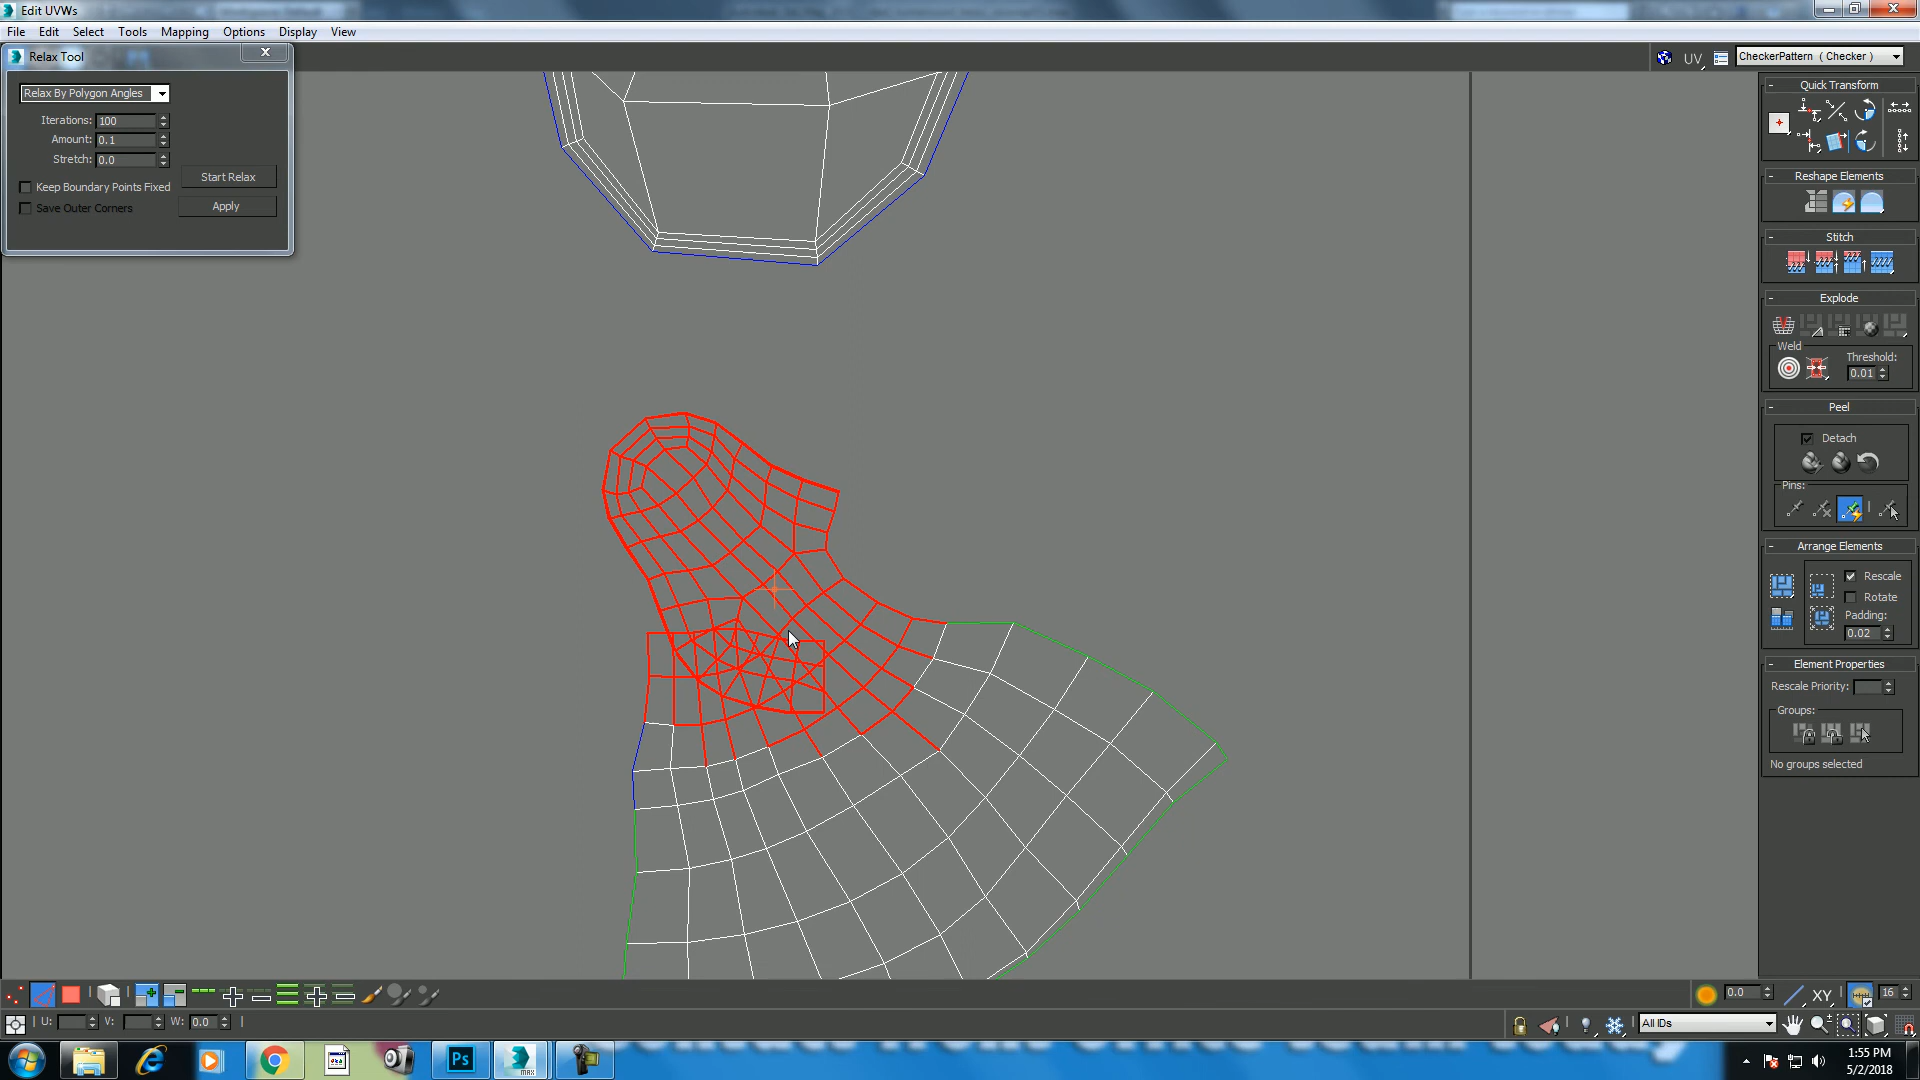 Edit UVWs
File Edit Select Tools Mapping Options Display View
Relax Tool
UV CheckerPattern ( Checker )
Relax By Polygon Angles
Iterations: 100
Amount: 0.1
Stretch: 0.0
Start Relax
Keep Boundary Points Fixed
Save Outer Corners
Apply
Quick Transform
Reshape Elements
Stitch
Explode
Weld
Threshold:
0.01
Peel
Detach
Pins:
Arrange Elements
Rescale
Rotate
Padding:
0.02
Element Properties
Rescale Priority:
Groups:
No groups selected
0.0 XY 16
U: V: W: 0.0
All IDs
Ps
MAX
1:55 PM
5/2/2018